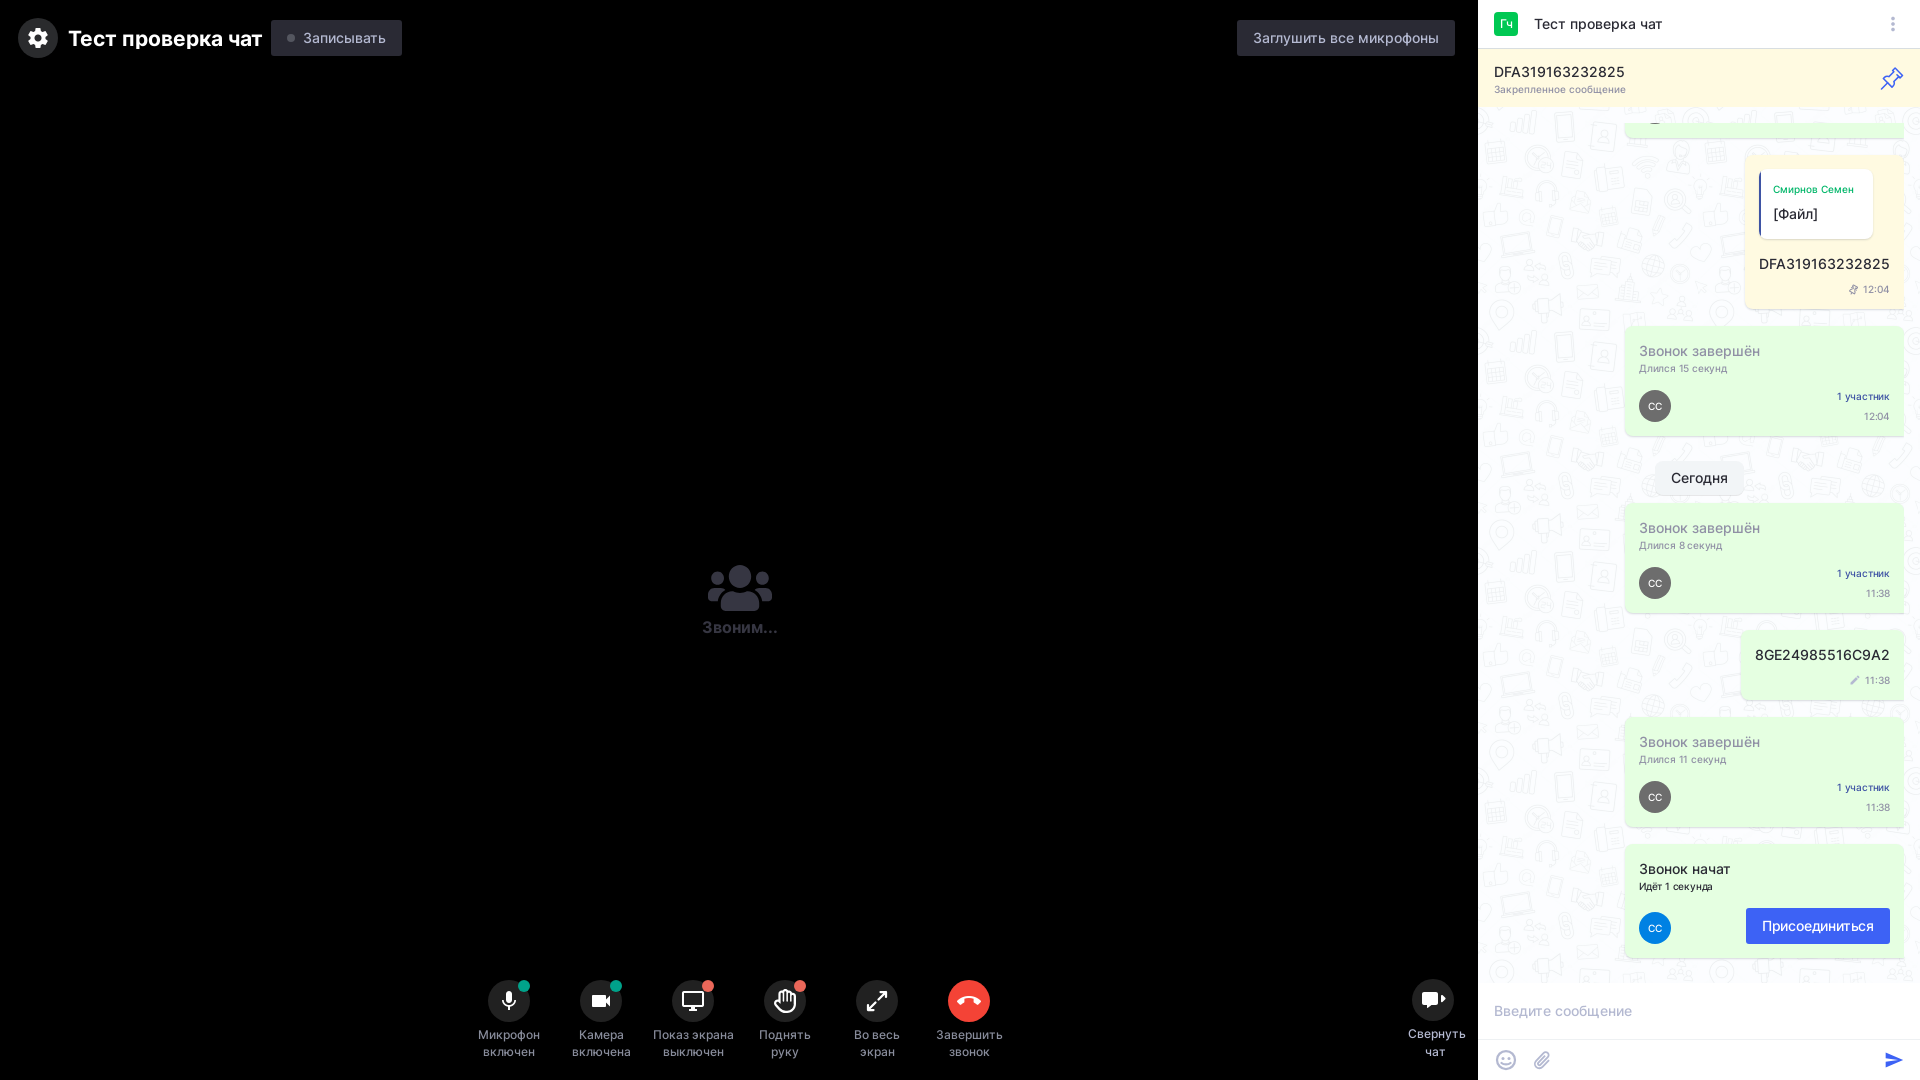 Тест проверка чат
Записывать
Заглушить все микрофоны
Звоним...
Микрофон
включен
Камера
включена
Показ экрана
выключен
Поднять
руку
Во весь
экран
Завершить
звонок
Свернуть
чат
Гч
Тест проверка чат
DFA319163232825
Закрепленное сообщение
Смирнов Семен
[Файл]
DFA319163232825
12:04
Звонок завершён
Длился 15 секунд
СС
1 участник
12:04
Сегодня
Звонок завершён
Длился 8 секунд
СС
1 участник
11:38
8GE24985516C9A2
11:38
Звонок завершён
Длился 11 секунд
СС
1 участник
11:38
Звонок начат
Идёт 1 секунда
СС
Присоединиться
Введите сообщение